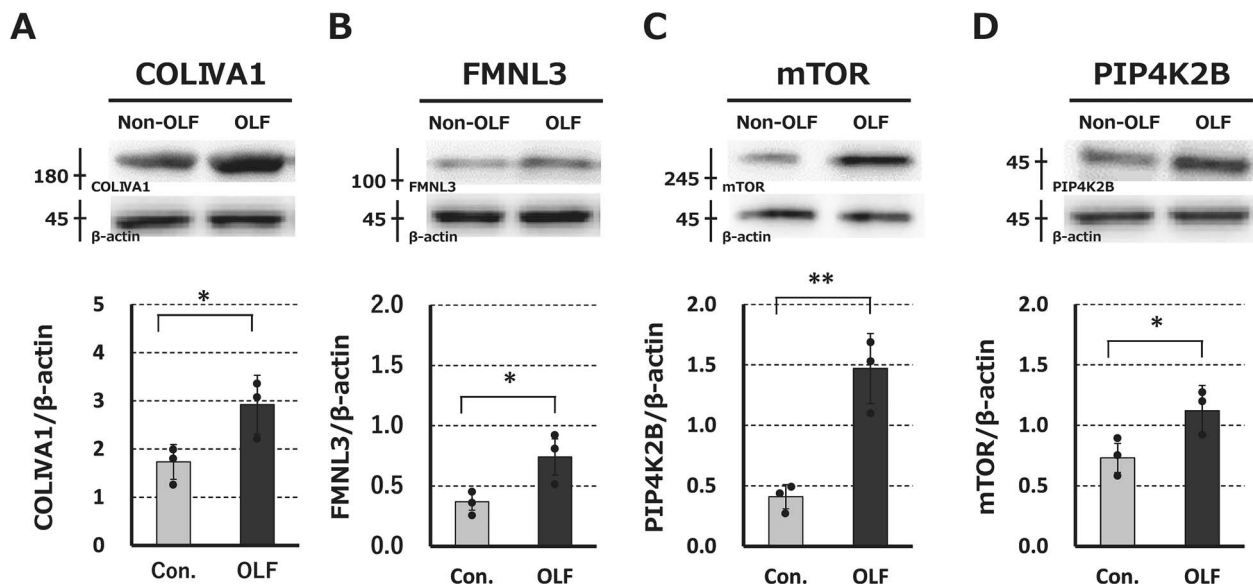 A
B
C
D
COLIVA1
FMNL3
mTOR
PIP4K2B
Non-OLF OLF
Non-OLF OLF
Non-OLF OLF
Non-OLF OLF
180
COLIVA1
45
β-actin
100
FMNL3
45
β-actin
245
mTOR
45
β-actin
45
PIP4K2B
45
β-actin
COLIVA1/β-actin
5
4
3
2
1
0
*
Con. OLF
FMNL3/β-actin
2.0
1.5
1.0
0.5
0.0
*
Con. OLF
PIP4K2B/β-actin
2.0
1.5
1.0
0.5
0.0
**
Con. OLF
mTOR/β-actin
2.0
1.5
1.0
0.5
0.0
*
Con. OLF